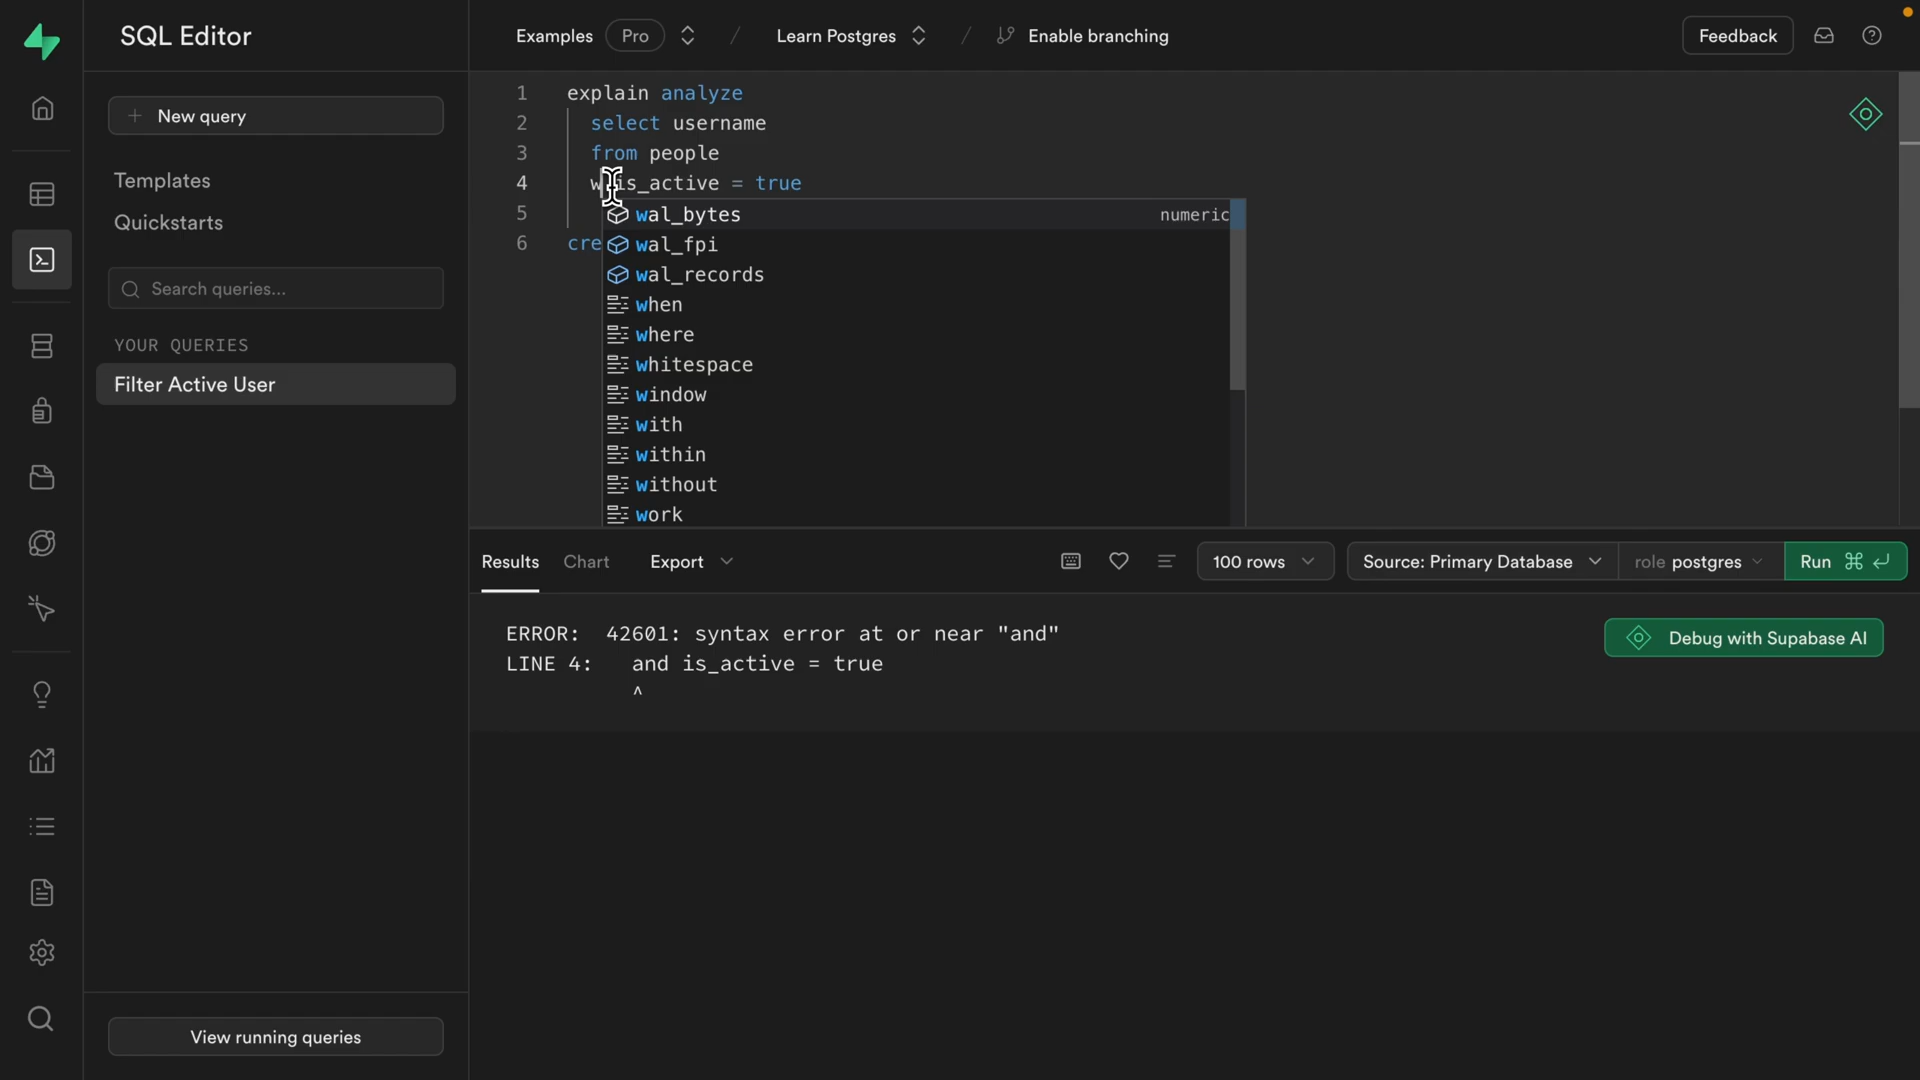 SQL Editor
Examples Pro / Learn Postgres / Enable branching
Feedback
New query
Templates
Quickstarts
Search queries...
YOUR QUERIES
Filter Active User
View running queries
1 explain analyze
2 select username
3 from people
4 w is_active = true
5
6 cre
wal_bytes numeric
wal_fpi
wal_records
when
where
whitespace
window
with
within
without
work
Results Chart Export 100 rows Source: Primary Database role postgres Run ⌘ ↵
ERROR: 42601: syntax error at or near "and"
LINE 4: and is_active = true
^
Debug with Supabase AI